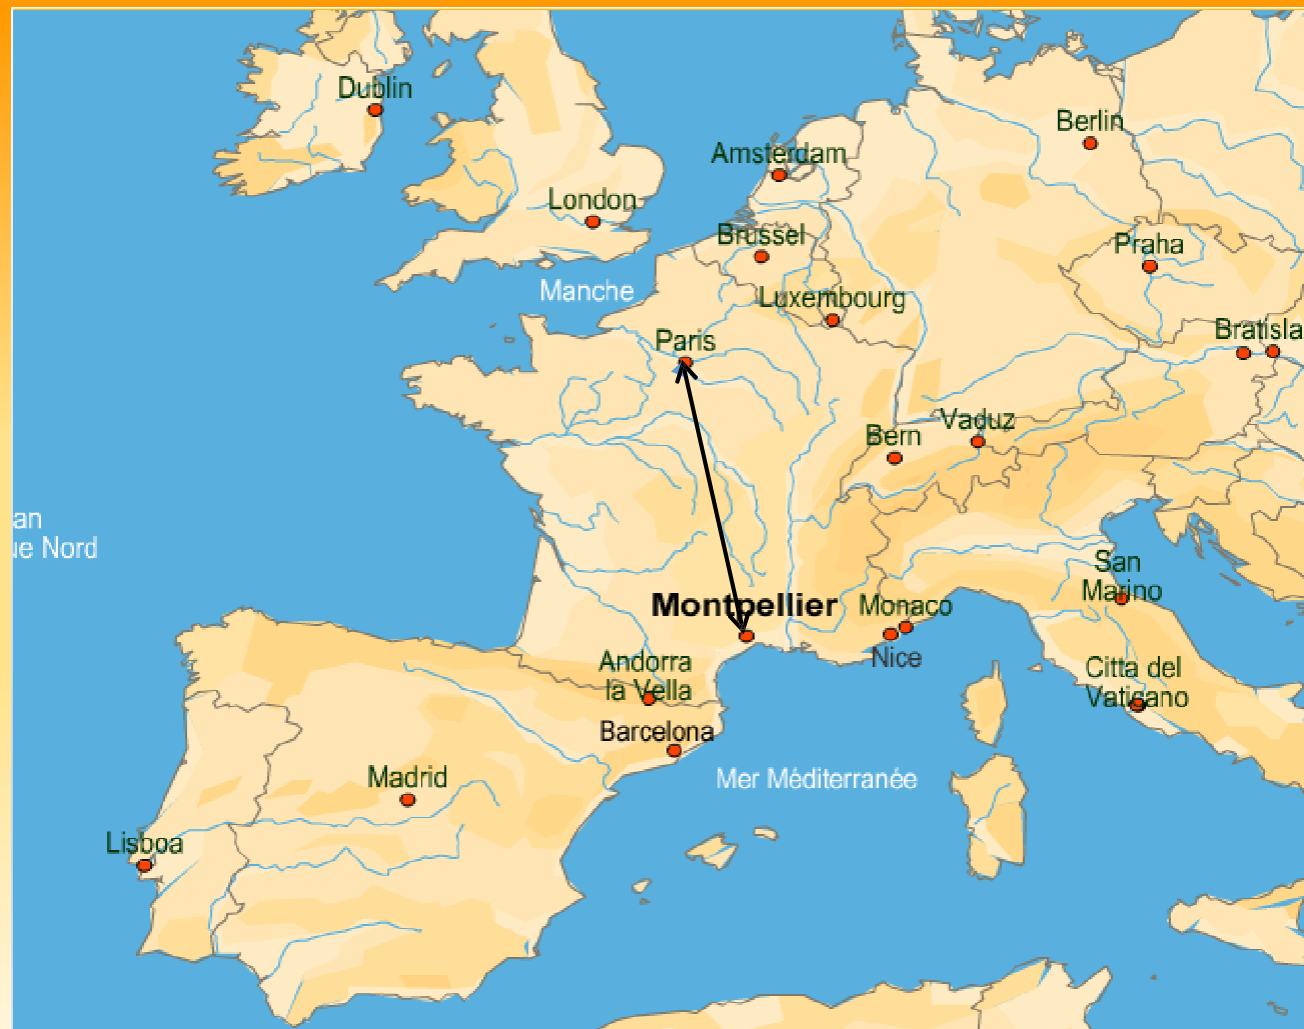 Dublin
Berlin
Amsterdam
London
Brussel
Praha
Manche
Luxembourg
Bratisla
Paris
Vaduz
Bern
an
ue Nord
San
Marino
Montpellier
Monaco
Nice
Andorra
la Vella
Citta del
Vaticano
Barcelona
Madrid
Mer Méditerranée
Lisboa